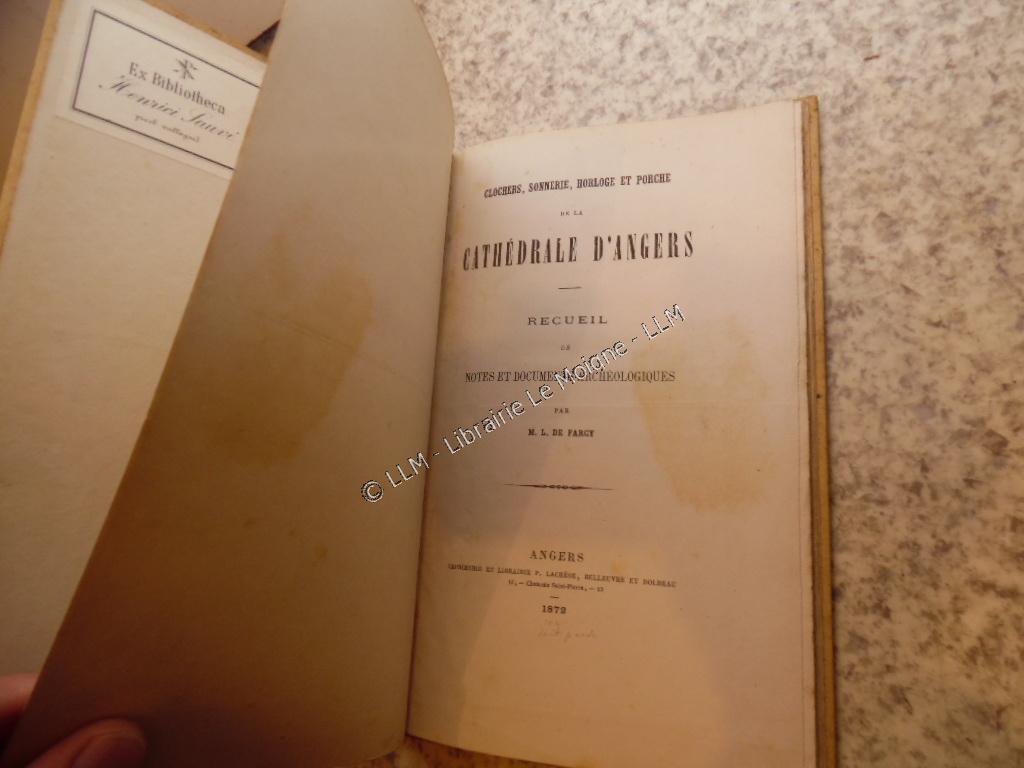 Ex Bibliotheca
Henrici Sauvé
CLOCHERS, SONNERIE, HORLOGE ET PORCHE
DE LA
CATHÉDRALE D'ANGERS
RECUEIL
DE
NOTES ET DOCUMENTS ARCHÉOLOGIQUES
PAR
M. L. DE FARCY
© LLM - Librairie Le Moigne - LLM
ANGERS
IMPRIMERIE ET LIBRAIRIE P. LACHÈSE, BELLEUVRE ET DOLBEAU
13, — Chaussée Saint-Pierre, — 13
1872